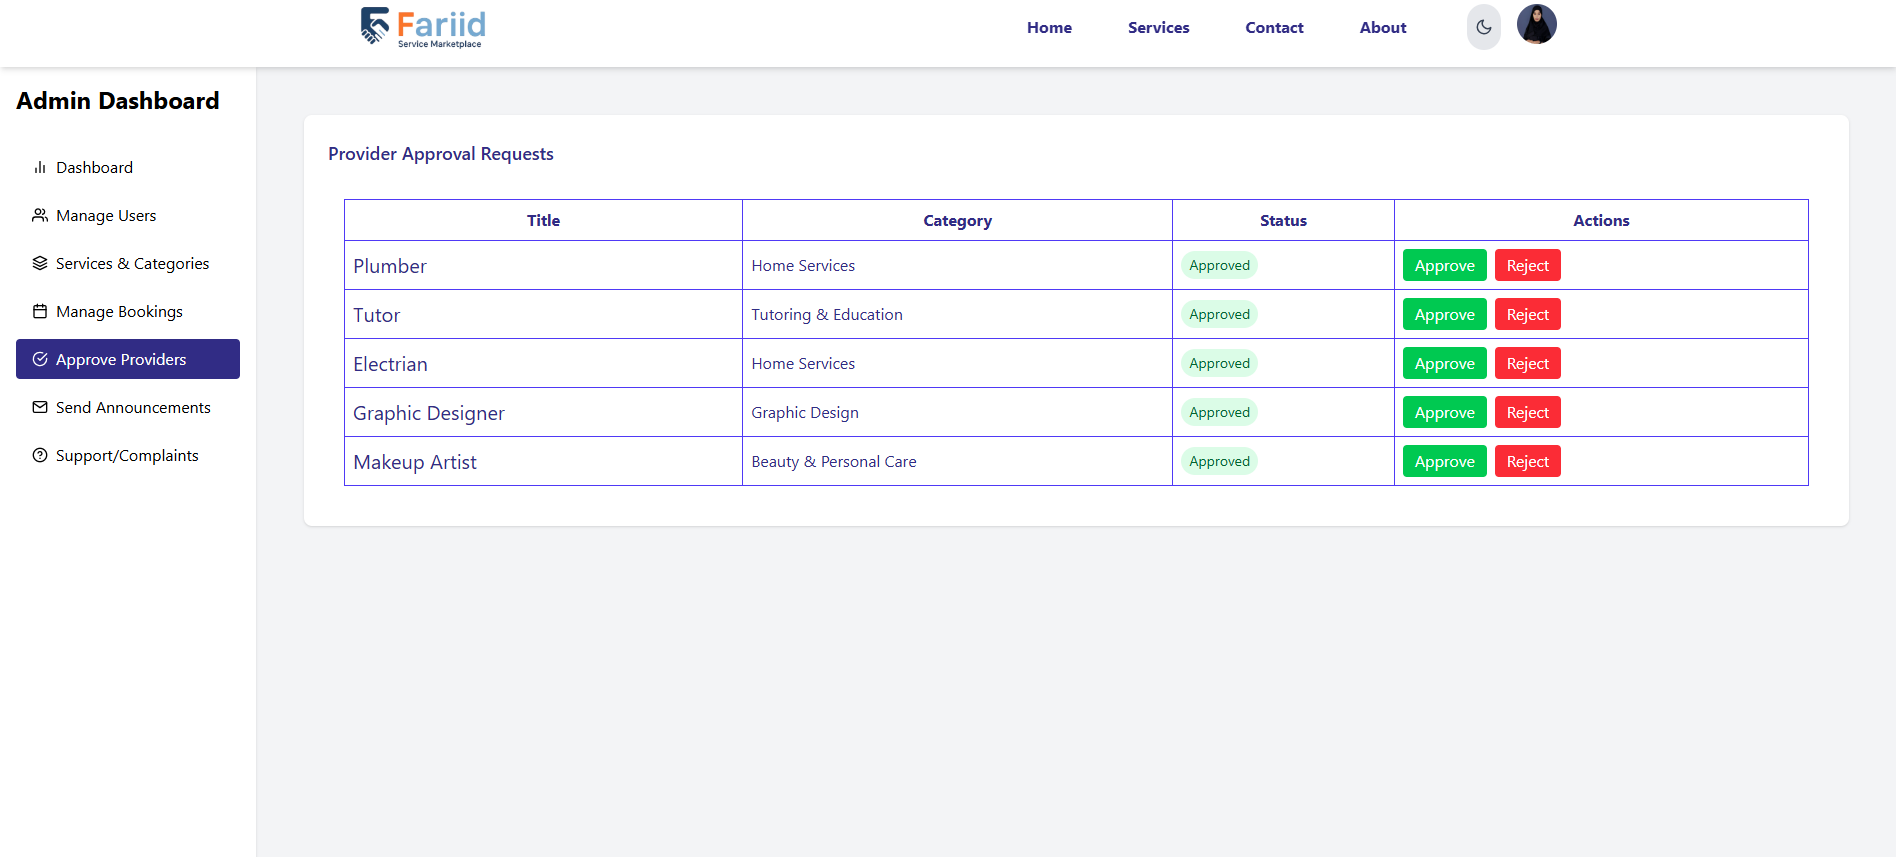 Fariid
Service Marketplace
Home Services Contact About
Admin Dashboard
Dashboard
Manage Users
Services & Categories
Manage Bookings
Approve Providers
Send Announcements
Support/Complaints
Provider Approval Requests
Title Category Status Actions
Plumber Home Services Approved Approve Reject
Tutor Tutoring & Education Approved Approve Reject
Electrian Home Services Approved Approve Reject
Graphic Designer Graphic Design Approved Approve Reject
Makeup Artist Beauty & Personal Care Approved Approve Reject